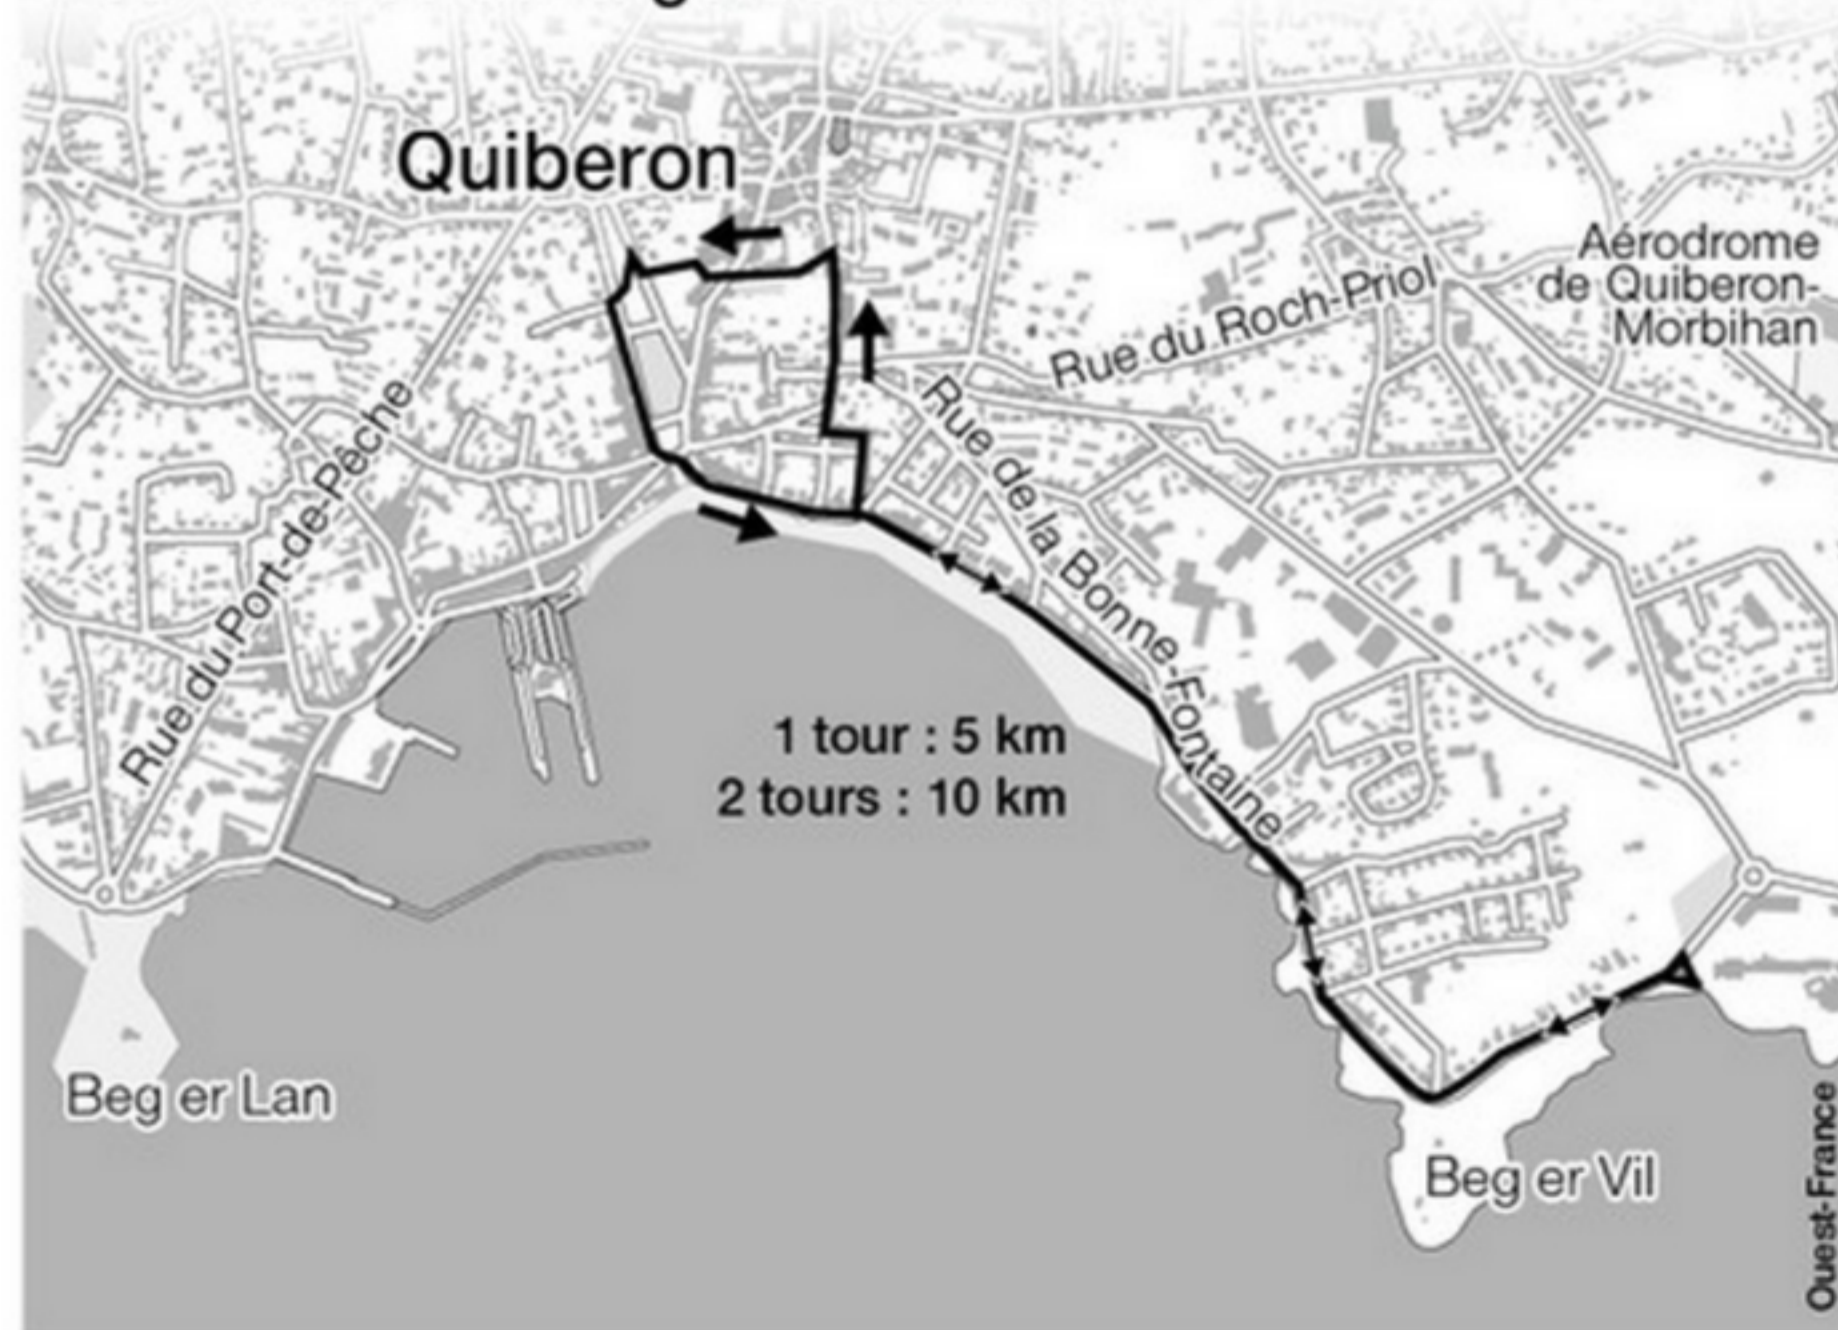 Quiberon
Aérodrome
de Quiberon-
Morbihan
Rue du Roch-Priol
Rue de la Bonne-Fontaine
Rue du Port-de-Pêche
1 tour : 5 km
2 tours : 10 km
Beg er Lan
Beg er Vil
Ouest-France